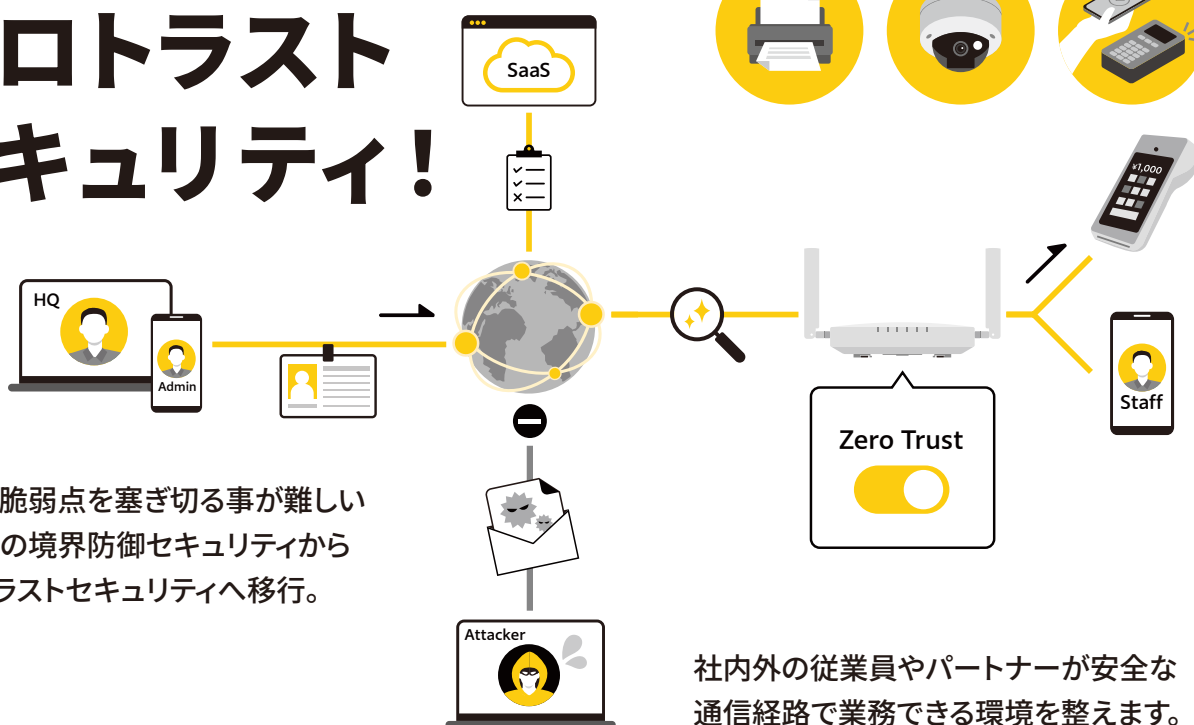 ロトラスト
キュリティ!
SaaS
¥1,000
HQ
Admin
Staff
Zero Trust
脆弱点を塞ぎ切る事が難しい
の境界防御セキュリティから
ラストセキュリティへ移行。
Attacker
社内外の従業員やパートナーが安全な
通信経路で業務できる環境を整えます。